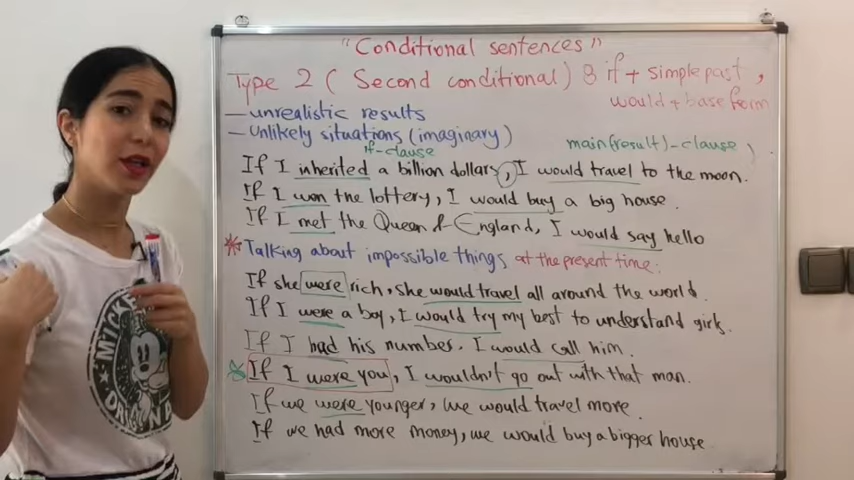 "Conditional sentences"
Type 2 (Second conditional) : if + simple past,
would + base form
– unrealistic results
– Unlikely situations (imaginary)
if-clause
main(result)-clause
If I inherited a billion dollars, I would travel to the moon.
If I won the lottery, I would buy a big house.
If I met the Queen of England, I would say hello
* Talking about impossible things at the present time:
If she were rich, she would travel all around the world.
If I were a boy, I would try my best to understand girls.
If I had his number, I would call him.
If I were you, I wouldn't go out with that man.
If we were younger, we would travel more.
If we had more money, we would buy a bigger house.
MICKEY